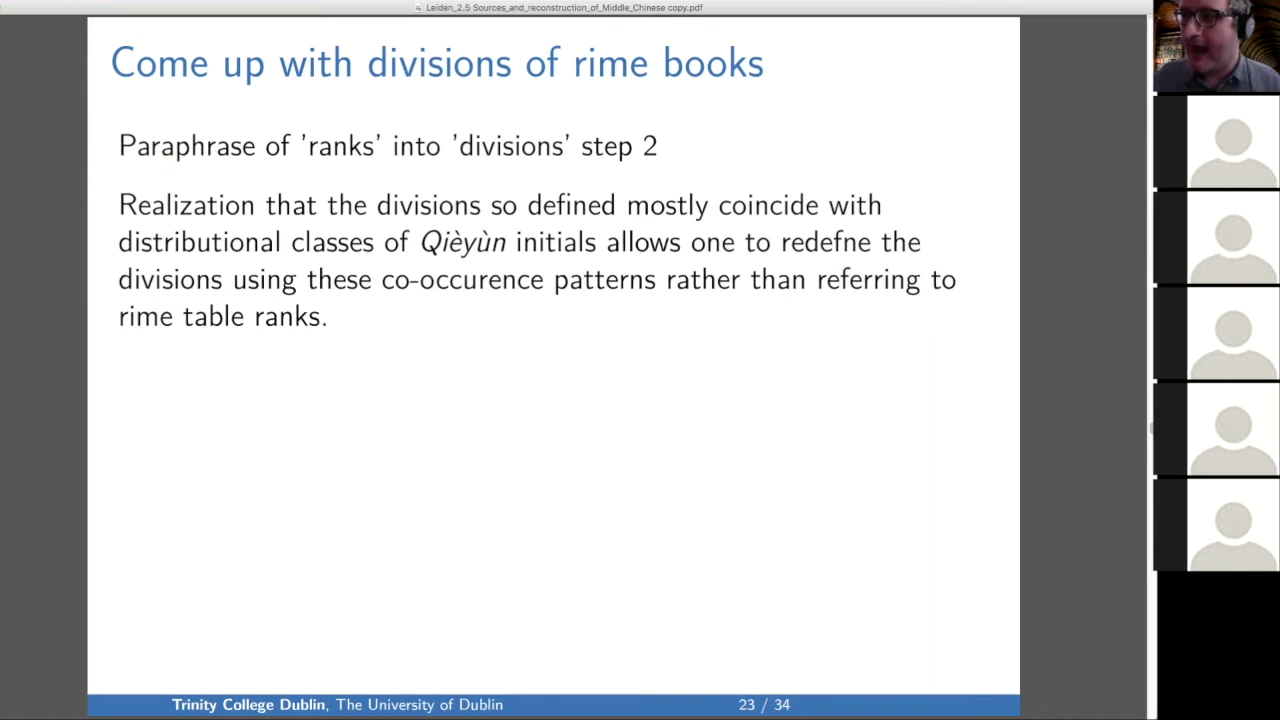 Leiden_2.5 Sources_and_reconstruction_of_Middle_Chinese copy.pdf
Come up with divisions of rime books
Paraphrase of 'ranks' into 'divisions' step 2
Realization that the divisions so defined mostly coincide with
distributional classes of Qièyùn initials allows one to redefne the
divisions using these co-occurence patterns rather than referring to
rime table ranks.
Trinity College Dublin, The University of Dublin
23 / 34